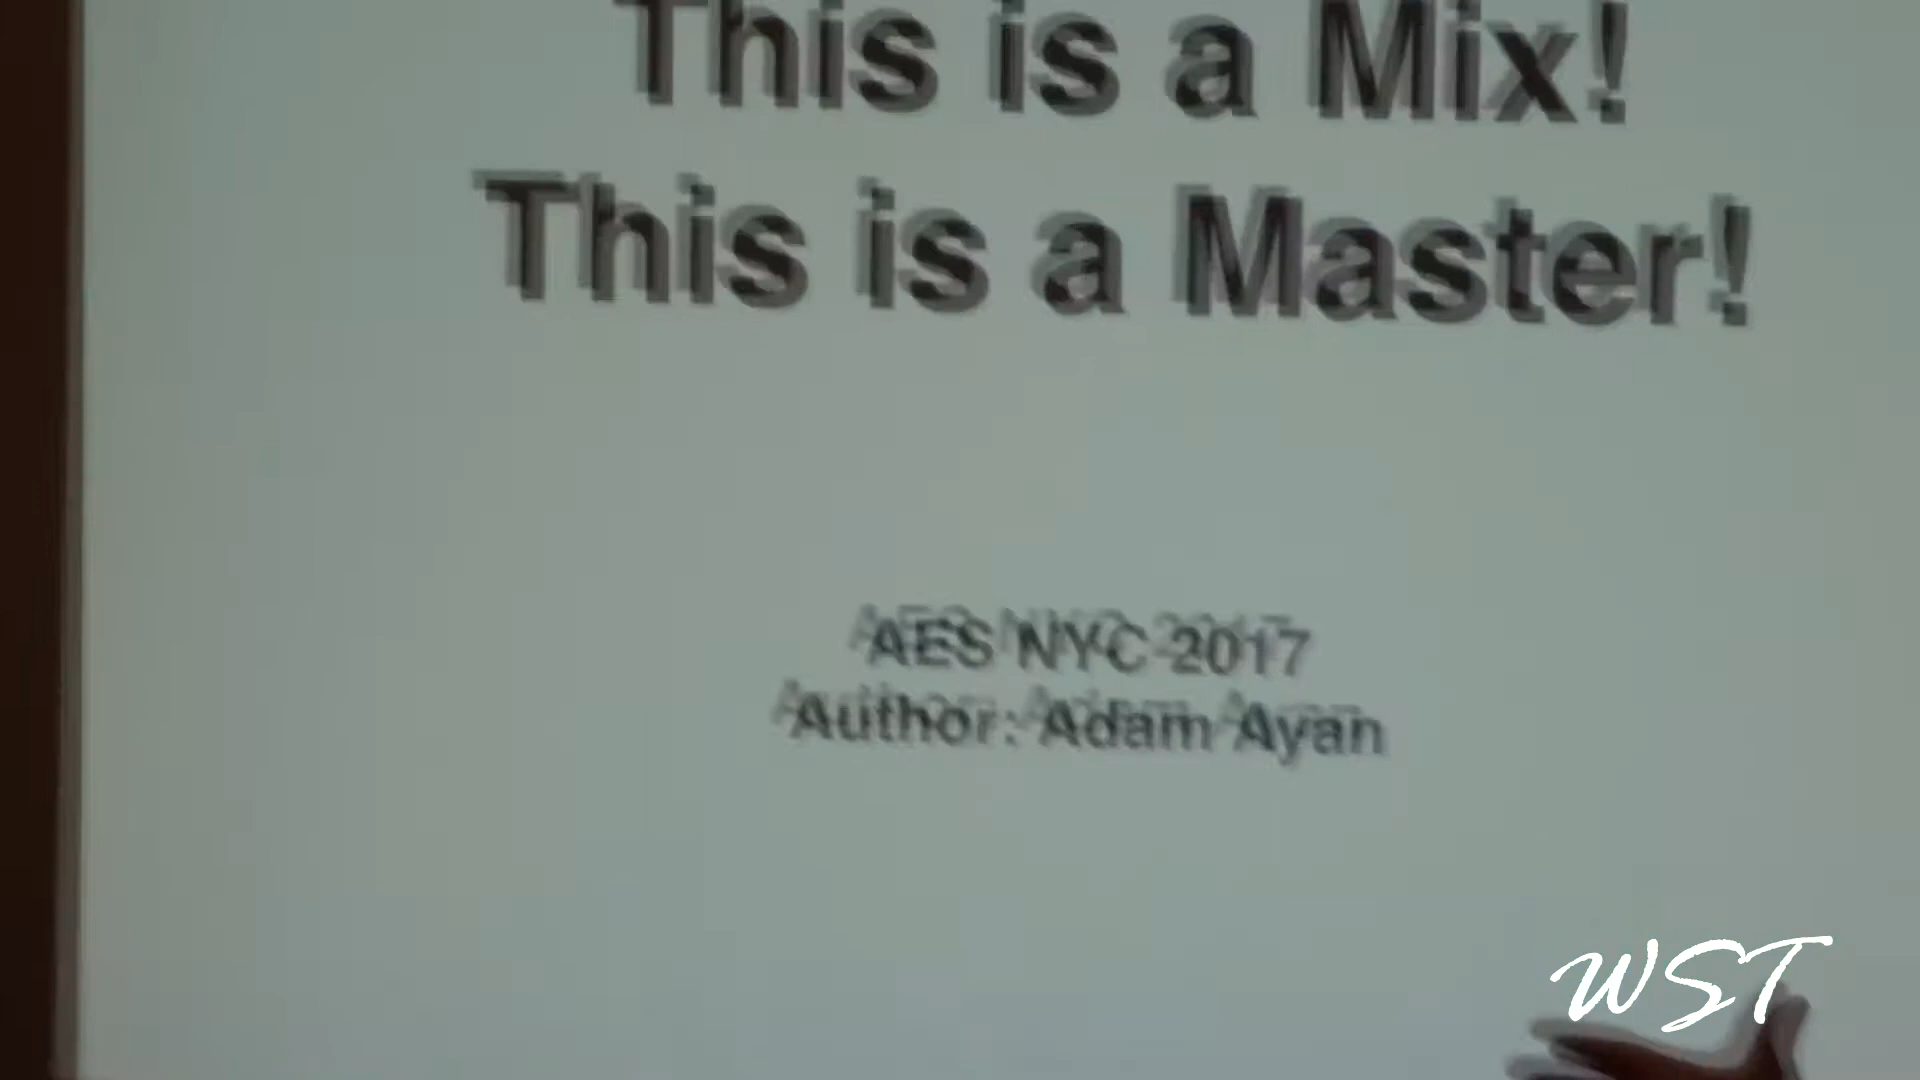 This is a Mix!
This is a Master!
AES NYC 2017
Author: Adam Ayan
WST